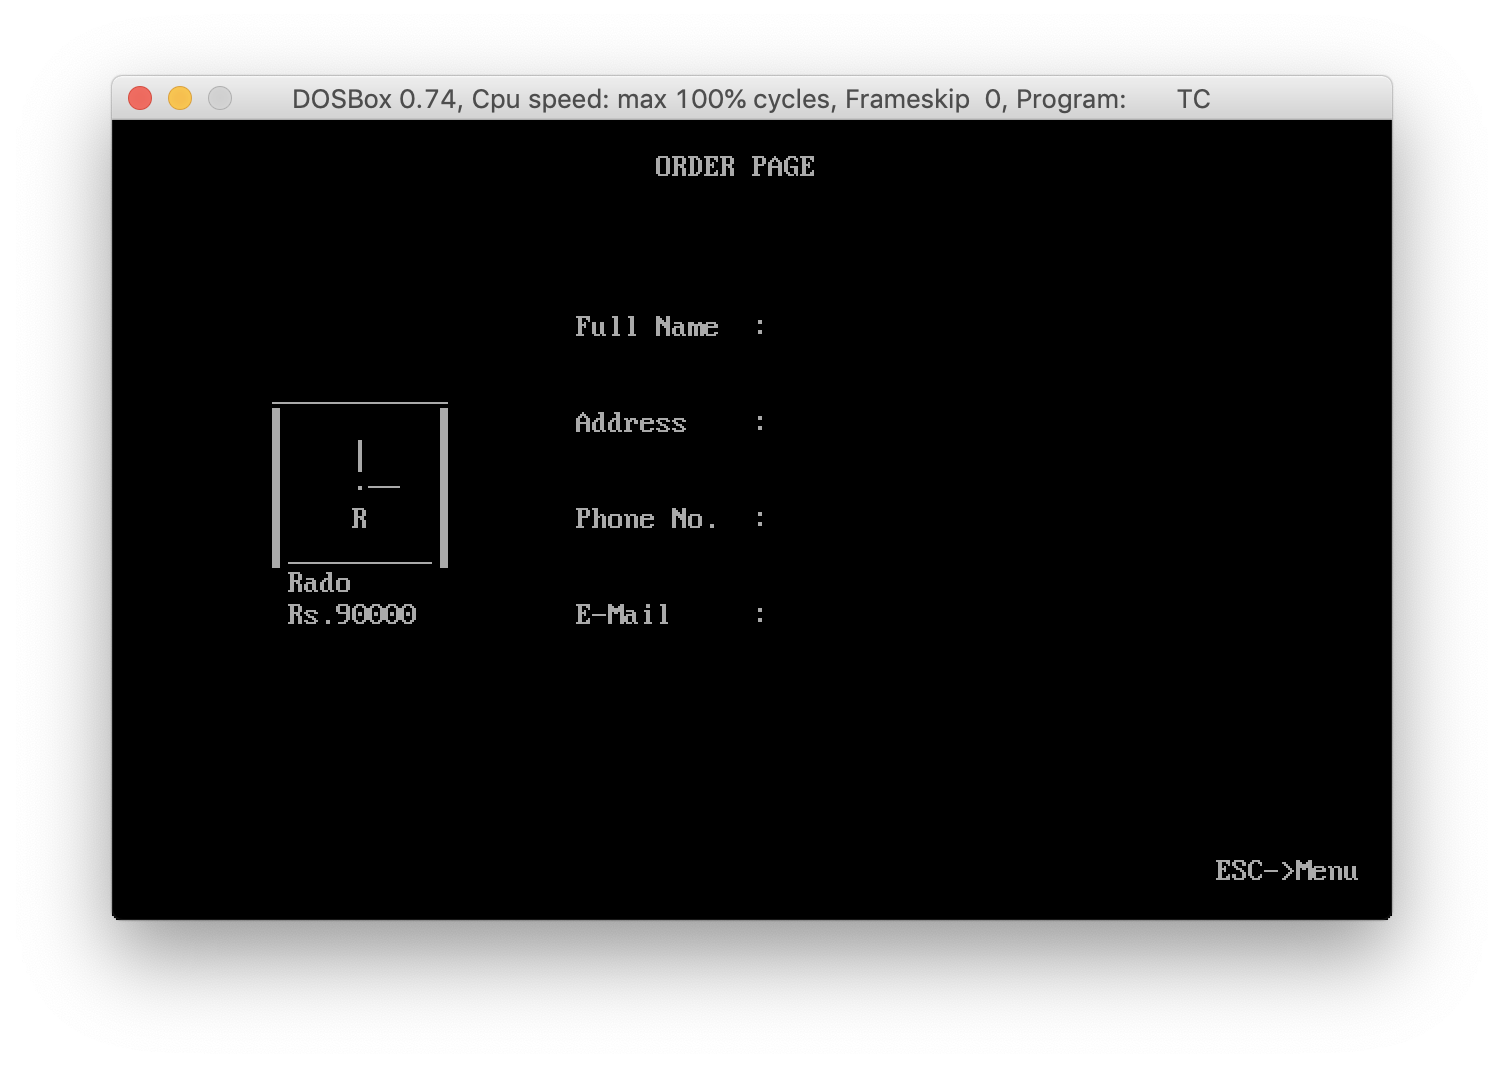 DOSBox 0.74, Cpu speed: max 100% cycles, Frameskip  0, Program:       TC
ORDER PAGE
Full Name  :
Address    :
Phone No.  :
E-Mail     :
R
Rado
Rs.90000
ESC->Menu